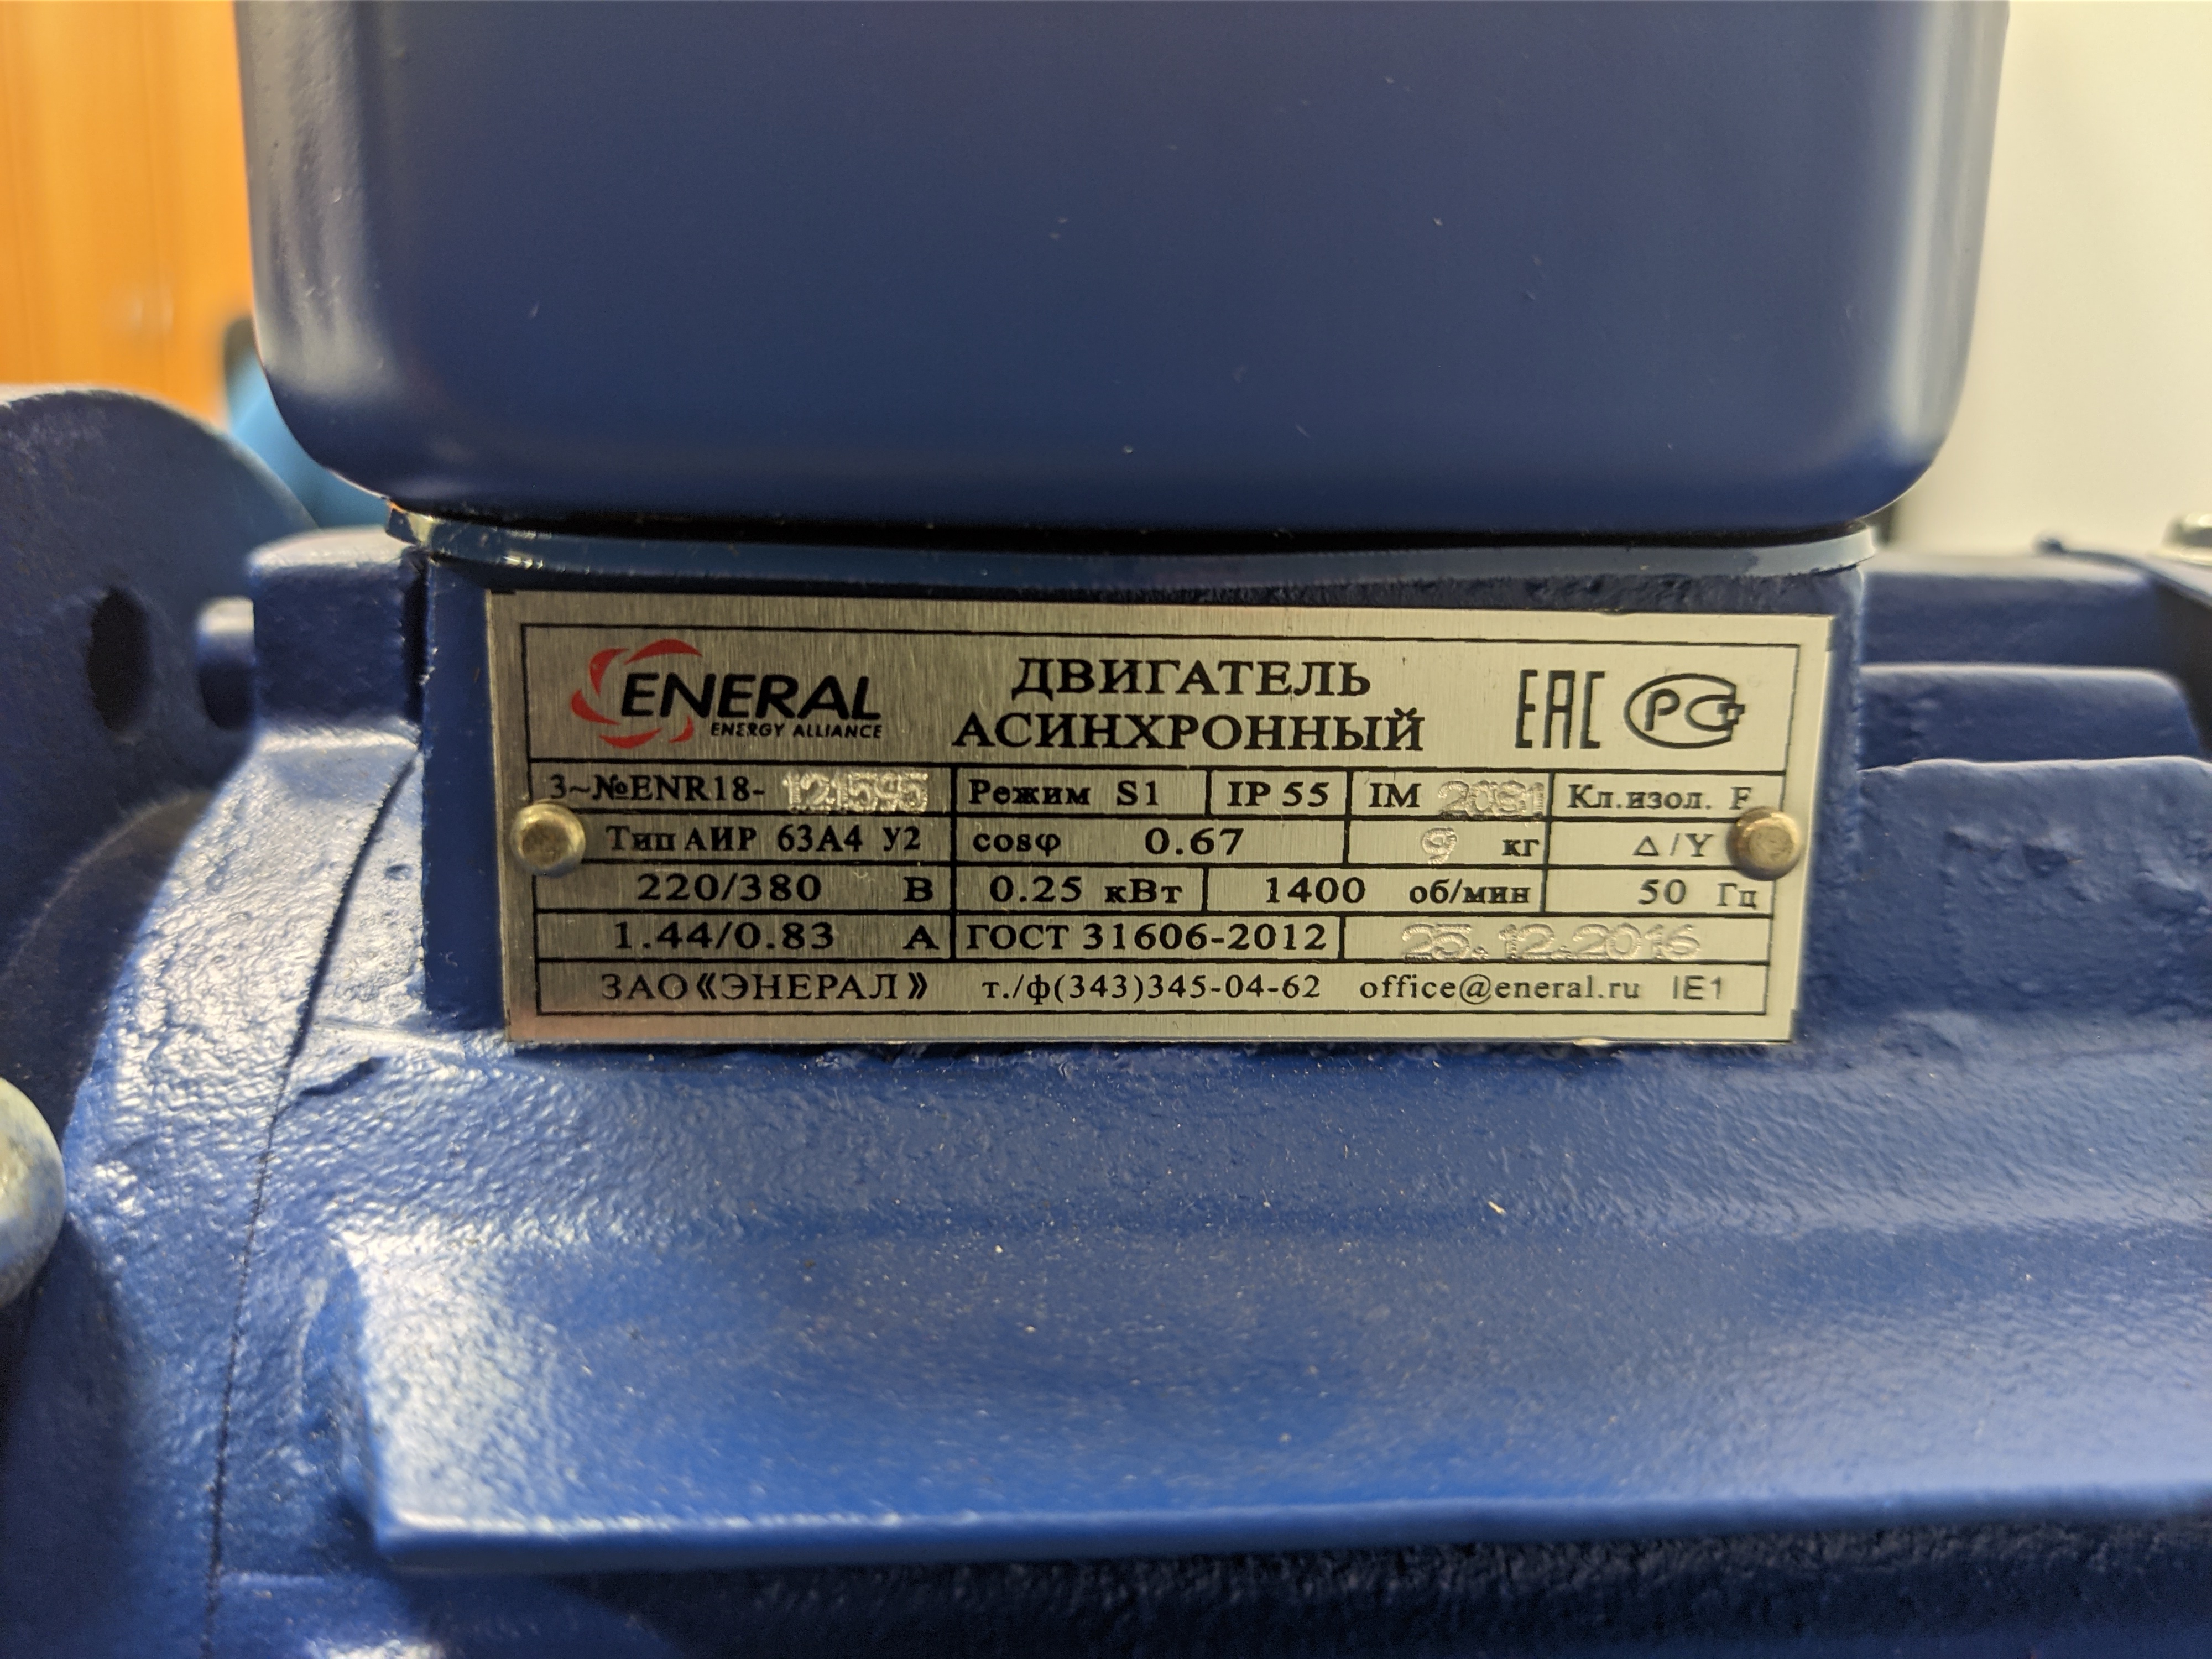 ENERAL
ENERGY ALLIANCE
ДВИГАТЕЛЬ
АСИНХРОННЫЙ
EAC РС
3~№ENR18- 121595 Режим S1 IP 55 IM 2081 Кл.изол. F
Тип АИР 63А4 У2 cosφ 0.67 9 кг Δ/Y
220/380 В 0.25 кВт 1400 об/мин 50 Гц
1.44/0.83 А ГОСТ 31606-2012 23.12.2016
ЗАО《ЭНЕРАЛ》 т./ф(343)345-04-62 office@eneral.ru IE1